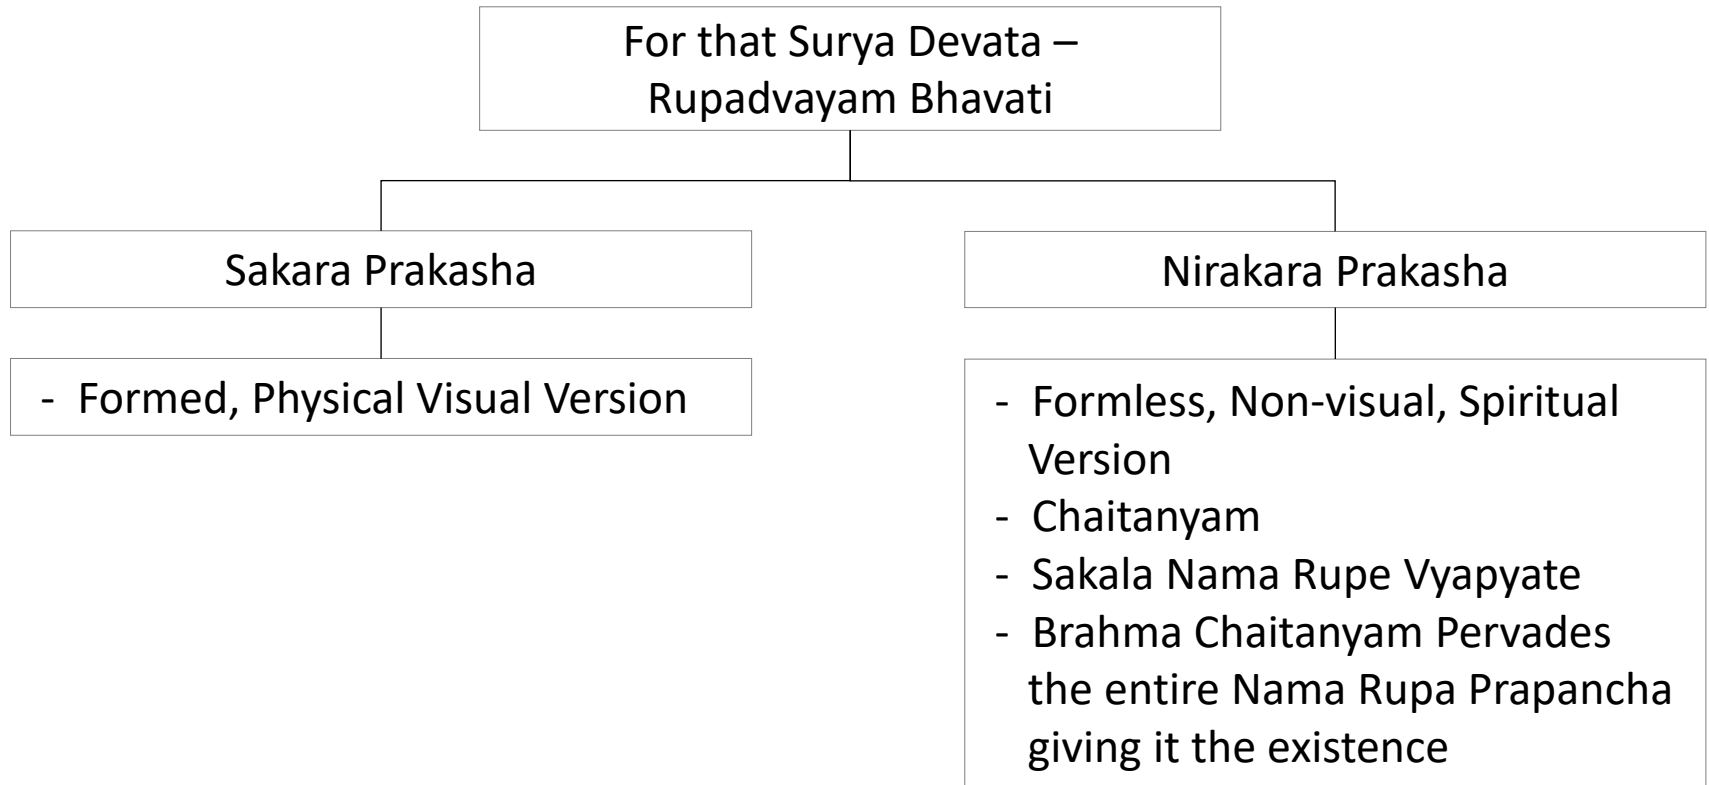 For that Surya Devata –
Rupadvayam Bhavati
Sakara Prakasha
Nirakara Prakasha
- Formed, Physical Visual Version
- Formless, Non-visual, Spiritual
Version
- Chaitanyam
- Sakala Nama Rupe Vyapyate
- Brahma Chaitanyam Pervades
the entire Nama Rupa Prapancha
giving it the existence